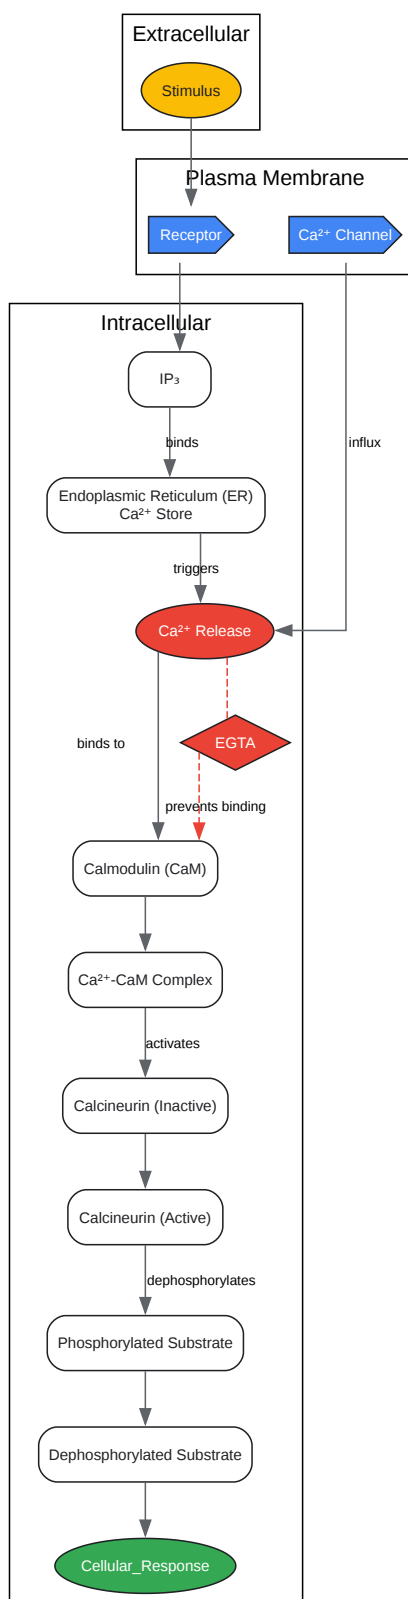 Extracellular
Stimulus
Plasma Membrane
Receptor
Ca²⁺ Channel
Intracellular
IP₃
binds
influx
Endoplasmic Reticulum (ER)
Ca²⁺ Store
triggers
Ca²⁺ Release
binds to
EGTA
prevents binding
Calmodulin (CaM)
Ca²⁺-CaM Complex
activates
Calcineurin (Inactive)
Calcineurin (Active)
dephosphorylates
Phosphorylated Substrate
Dephosphorylated Substrate
Cellular_Response